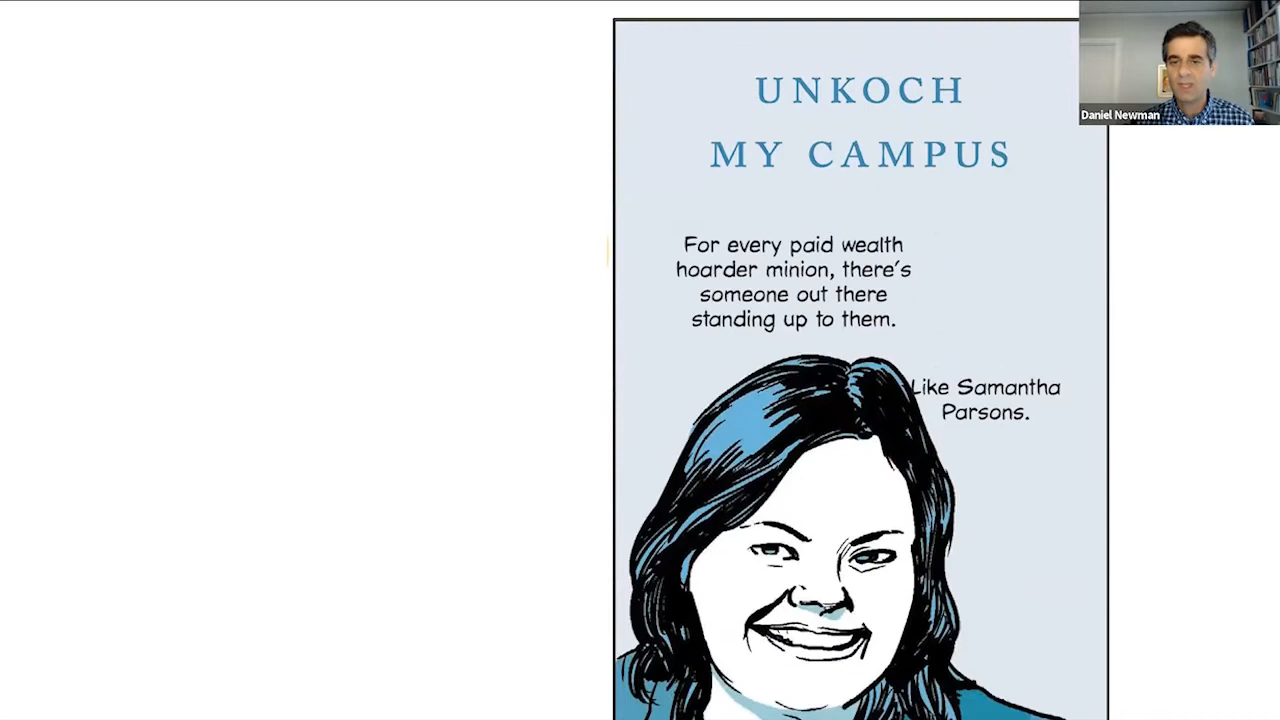 UNKOCH
MY CAMPUS
For every paid wealth
hoarder minion, there's
someone out there
standing up to them.
Like Samantha
Parsons.
Daniel Newman